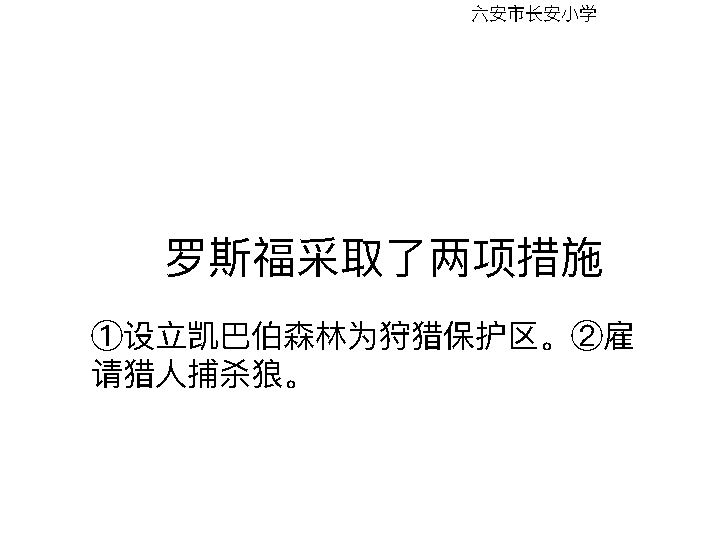 六安市长安小学
罗斯福采取了两项措施
①设立凯巴伯森林为狩猎保护区。②雇
请猎人捕杀狼。